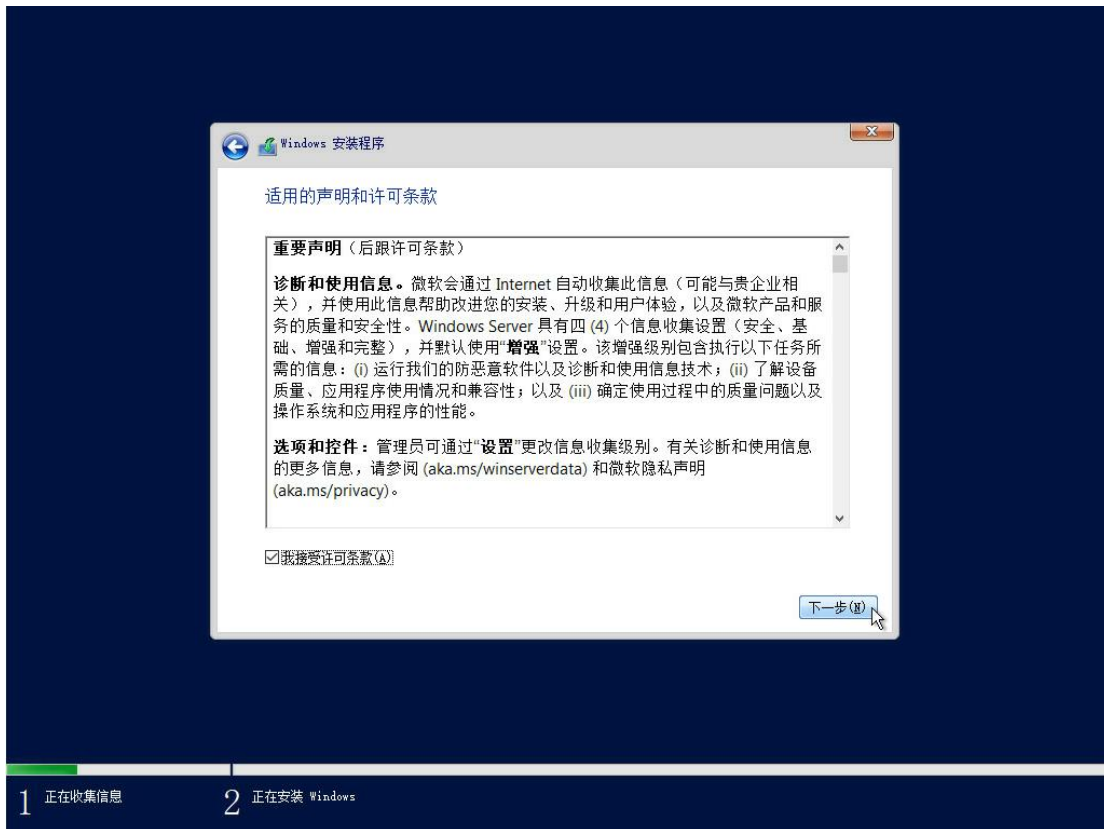 Windows 安装程序
适用的声明和许可条款
重要声明（后跟许可条款）
诊断和使用信息。微软会通过 Internet 自动收集此信息（可能与贵企业相
关），并使用此信息帮助改进您的安装、升级和用户体验，以及微软产品和服
务的质量和安全性。Windows Server 具有四 (4) 个信息收集设置（安全、基
础、增强和完整），并默认使用“增强”设置。该增强级别包含执行以下任务所
需的信息：(i) 运行我们的防恶意软件以及诊断和使用信息技术；(ii) 了解设备
质量、应用程序使用情况和兼容性；以及 (iii) 确定使用过程中的质量问题以及
操作系统和应用程序的性能。
选项和控件：管理员可通过“设置”更改信息收集级别。有关诊断和使用信息
的更多信息，请参阅 (aka.ms/winserverdata) 和微软隐私声明
(aka.ms/privacy)。
我接受许可条款(A)
下一步(N)
1 正在收集信息
2 正在安装 Windows